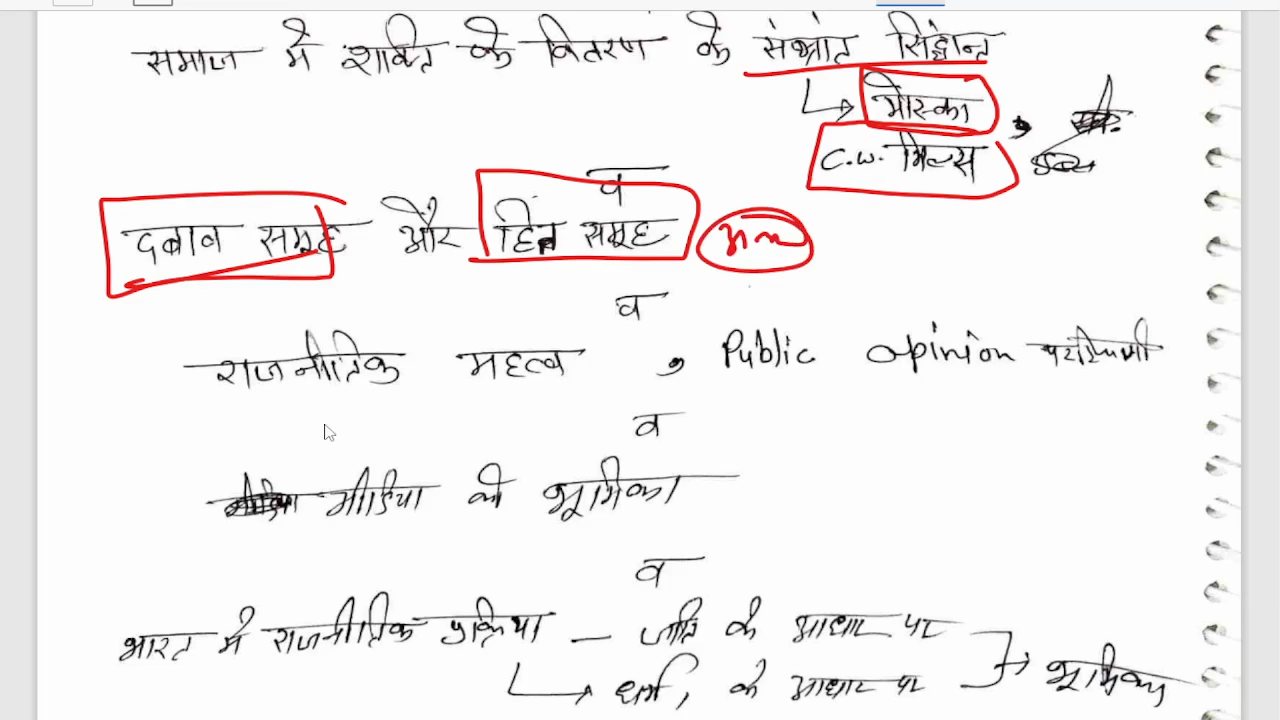 समाज में शक्ति के वितरण के संभ्रांत सिद्धान्त
मोस्का ,
C.W. मिल्स
व
दबाव समूह और हित समूह
व
राजनीतिक महत्व , Public Opinion
व
मीडिया की भूमिका
व
भारत में राजनीतिक प्रक्रिया – जाति के आधार पर
धर्म के आधार पर भूमिका